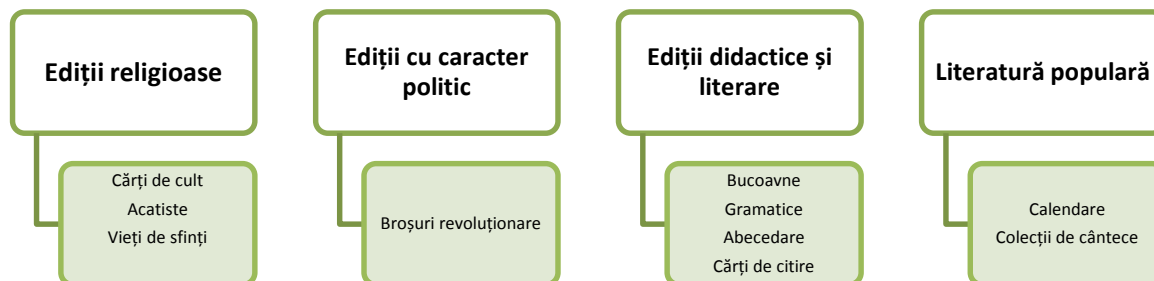 Ediții religioase
Cărți de cult
Acatiste
Vieți de sfinți
Ediții cu caracter
politic
Broșuri revoluționare
Ediții didactice și
literare
Bucoavne
Gramatice
Abecedare
Cărți de citire
Literatură populară
Calendare
Colecții de cântece